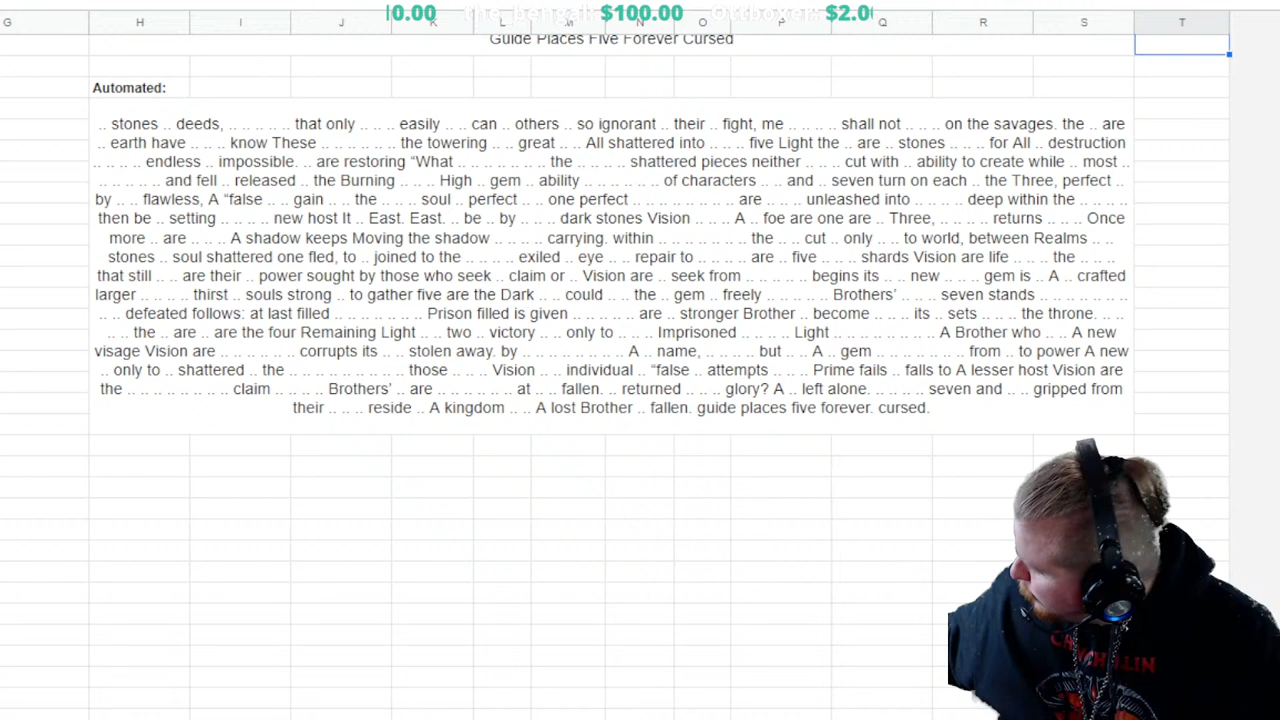 0.00 the_bengal: $100.00 Ottboyer: $2.0
G H I J K L M N O P Q R S T
Guide Places Five Forever Cursed
Automated:
.. stones .. deeds, .. .. .. .. that only .. .. .. easily .. .. can .. others .. so ignorant .. their .. fight, me .. .. .. .. shall not .. .. .. on the savages. the .. are
.. earth have .. .. .. know These .. .. .. .. .. the towering .. .. great .. .. All shattered into .. .. .. five Light the .. are .. stones .. .. .. for All .. destruction
.. .. .. .. endless .. impossible. .. are restoring “What .. .. .. .. .. .. the .. .. .. .. shattered pieces neither .. .. cut with .. ability to create while .. most ..
.. .. .. .. and fell .. released .. the Burning .. .. .. High .. gem .. ability .. .. .. .. .. of characters .. .. and .. seven turn on each .. the Three, perfect ..
by .. .. flawless, A “false .. .. gain .. .. the .. .. .. soul .. perfect .. .. one perfect .. .. .. .. .. .. .. are .. .. unleashed into .. .. .. .. deep within the .. .. ..
then be .. setting .. .. .. new host It .. East. East. .. be .. by .. .. .. dark stones Vision .. .. .. A .. foe are one are .. Three, .. .. .. returns .. .. .. Once
more .. are .. .. .. A shadow keeps Moving the shadow .. .. .. .. carrying. within .. .. .. .. .. .. the .. .. cut .. only .. .. to world, between Realms .. ..
stones .. soul shattered one fled, to .. joined to the .. .. .. .. exiled .. eye .. .. repair to .. .. .. are .. five .. .. shards Vision are life .. .. the .. ..
that still .. .. are their .. power sought by those who seek .. claim or .. Vision are .. seek from .. .. .. .. .. begins its .. new .. .. gem is .. A .. crafted
larger .. .. .. .. thirst .. souls strong .. to gather five are the Dark .. .. could .. .. the .. gem .. freely .. .. .. .. .. Brothers’ .. .. .. seven stands .. .. .. .. .. ..
.. .. defeated follows: at last filled .. .. .. .. .. .. Prison filled is given .. .. .. .. are .. stronger Brother .. become .. .. its .. sets .. .. the throne. .. ..
.. .. the .. are .. are the four Remaining Light .. .. two .. victory .. .. only to .. .. .. Imprisoned .. .. .. Light .. .. .. .. .. .. .. A Brother who .. .. A new
visage Vision are .. .. .. .. .. .. corrupts its .. .. stolen away. by .. .. .. .. .. .. .. A .. name, .. .. .. .. but .. .. A .. gem .. .. .. .. .. .. .. from .. to power A new
.. only to .. shattered .. the .. .. .. .. .. .. .. those .. .. Vision .. individual .. “false .. attempts .. .. .. Prime fails .. falls to A lesser host Vision are
the .. .. .. .. .. .. .. claim .. .. .. .. Brothers’ .. are .. .. .. .. .. at .. fallen. .. returned .. .. glory? A .. left alone. .. .. .. seven and .. .. gripped from
their .. .. .. reside .. A kingdom .. .. A lost Brother .. fallen. guide places five forever. cursed.